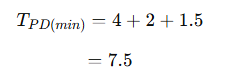 T_{PD(min)} = 4 + 2 + 1.5
= 7.5